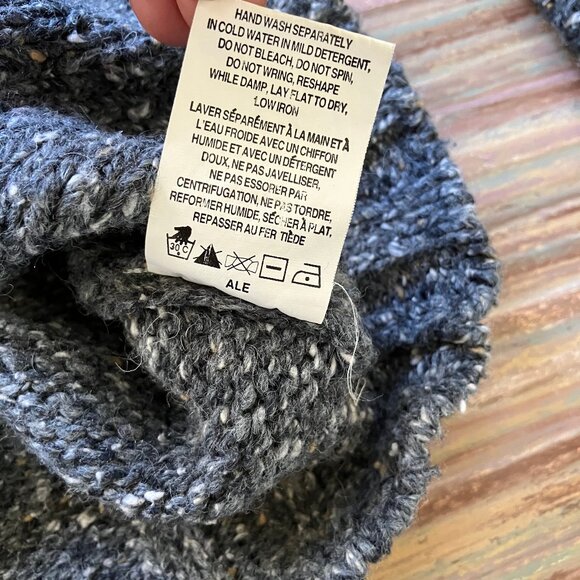 HAND WASH SEPARATELY
IN COLD WATER IN MILD DETERGENT,
DO NOT BLEACH, DO NOT SPIN,
DO NOT WRING, RESHAPE
WHILE DAMP, LAY FLAT TO DRY,
LOW IRON
LAVER SÉPARÉMENT À LA MAIN ET À
L'EAU FROIDE AVEC UN CHIFFON
HUMIDE ET AVEC UN DÉTERGENT
DOUX, NE PAS JAVELLISER,
NE PAS ESSORER PAR
CENTRIFUGATION, NE PAS TORDRE,
REFORMER HUMIDE, SÉCHER À PLAT,
REPASSER AU FER TIÈDE
30 C
ALE